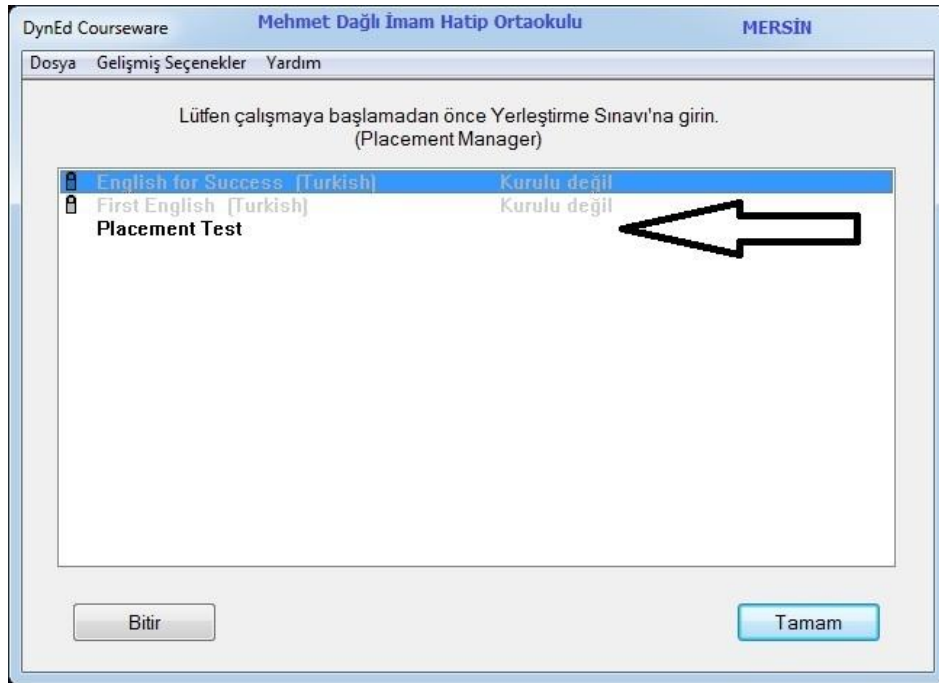 DynEd Courseware Mehmet Dağlı İmam Hatip Ortaokulu MERSİN
Dosya Gelişmiş Seçenekler Yardım
Lütfen çalışmaya başlamadan önce Yerleştirme Sınavı'na girin.
(Placement Manager)
English for Success (Turkish) Kurulu değil
First English (Turkish) Kurulu değil
Placement Test
Bitir Tamam